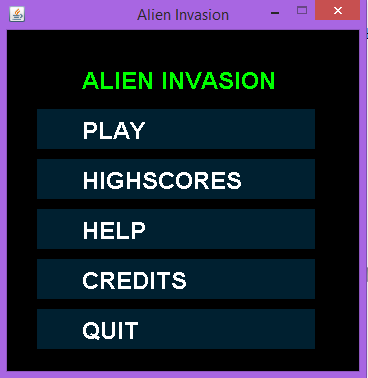 Alien Invasion
ALIEN INVASION
PLAY
HIGHSCORES
HELP
CREDITS
QUIT